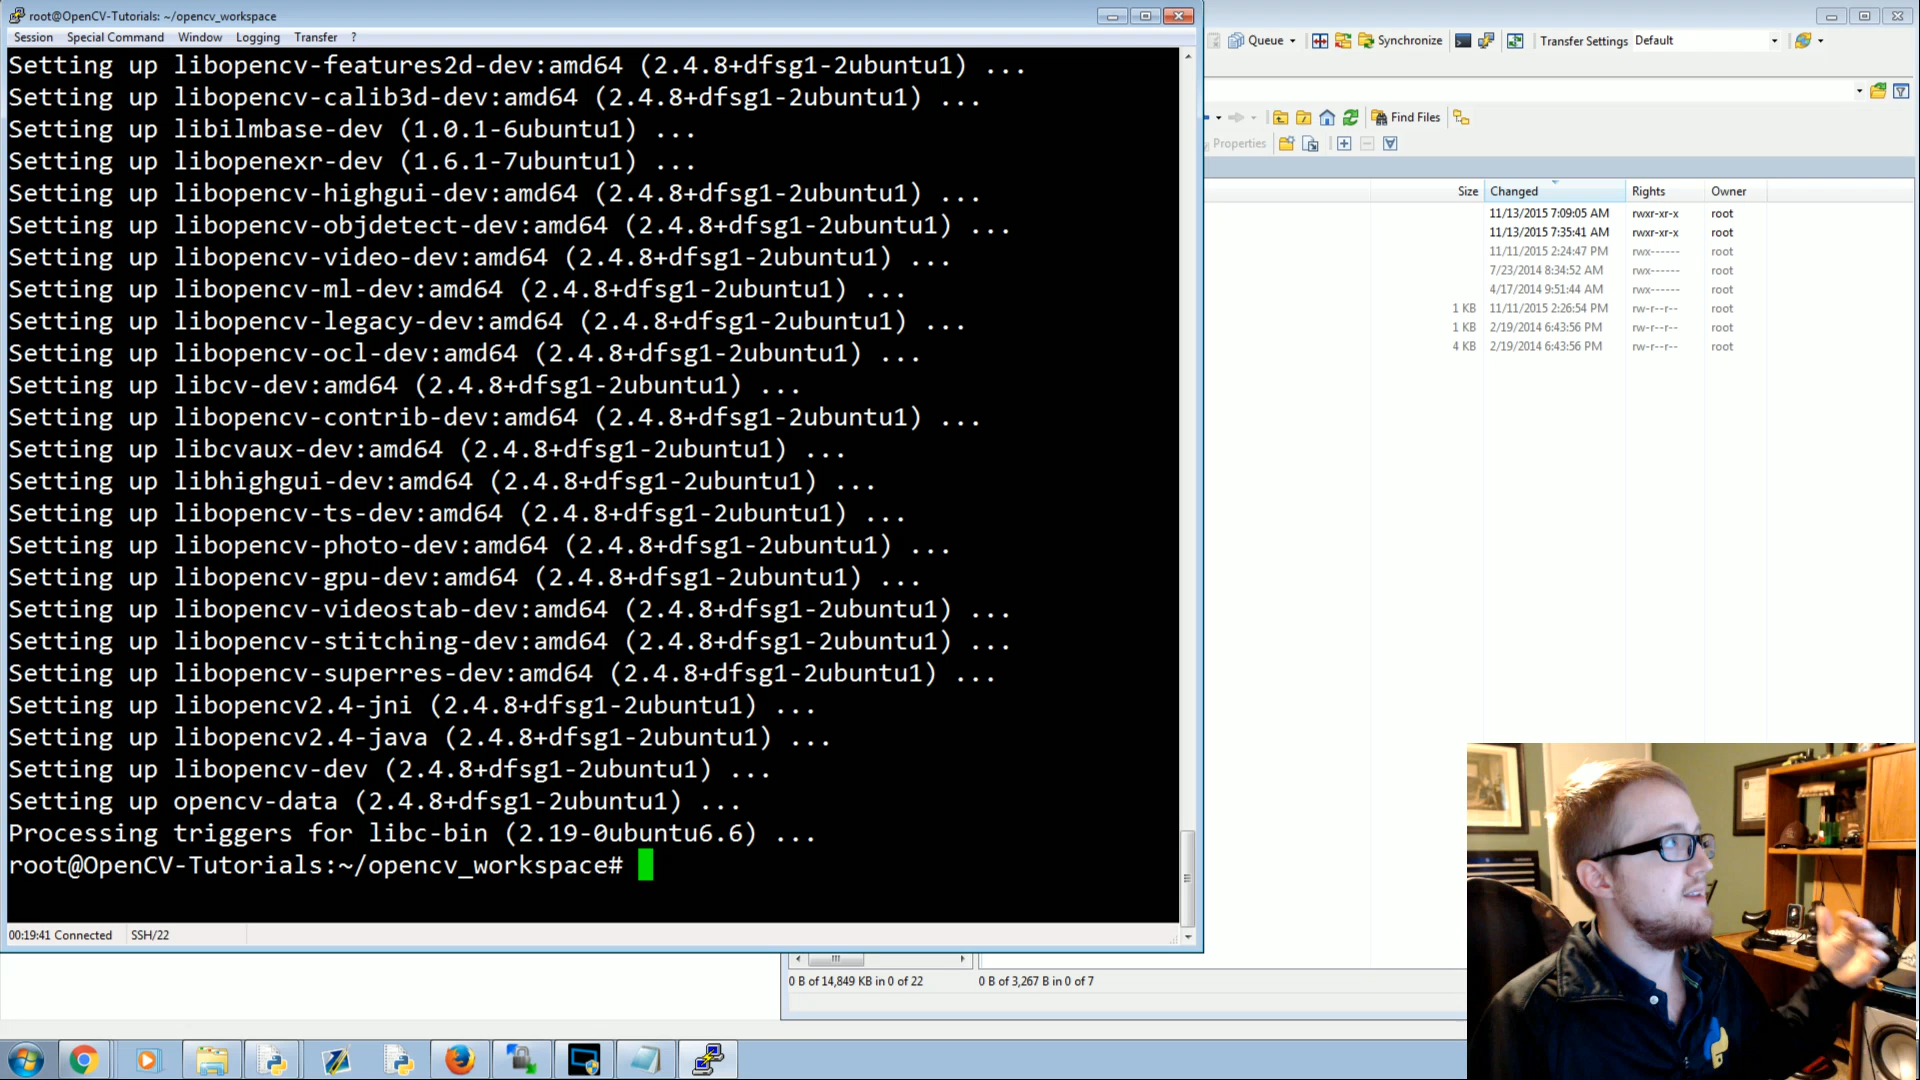 root@OpenCV-Tutorials: ~/opencv_workspace
Session Special Command Window Logging Transfer ?
Setting up libopencv-features2d-dev:amd64 (2.4.8+dfsg1-2ubuntu1) ...
Setting up libopencv-calib3d-dev:amd64 (2.4.8+dfsg1-2ubuntu1) ...
Setting up libilmbase-dev (1.0.1-6ubuntu1) ...
Setting up libopenexr-dev (1.6.1-7ubuntu1) ...
Setting up libopencv-highgui-dev:amd64 (2.4.8+dfsg1-2ubuntu1) ...
Setting up libopencv-objdetect-dev:amd64 (2.4.8+dfsg1-2ubuntu1) ...
Setting up libopencv-video-dev:amd64 (2.4.8+dfsg1-2ubuntu1) ...
Setting up libopencv-ml-dev:amd64 (2.4.8+dfsg1-2ubuntu1) ...
Setting up libopencv-legacy-dev:amd64 (2.4.8+dfsg1-2ubuntu1) ...
Setting up libopencv-ocl-dev:amd64 (2.4.8+dfsg1-2ubuntu1) ...
Setting up libcv-dev:amd64 (2.4.8+dfsg1-2ubuntu1) ...
Setting up libopencv-contrib-dev:amd64 (2.4.8+dfsg1-2ubuntu1) ...
Setting up libcvaux-dev:amd64 (2.4.8+dfsg1-2ubuntu1) ...
Setting up libhighgui-dev:amd64 (2.4.8+dfsg1-2ubuntu1) ...
Setting up libopencv-ts-dev:amd64 (2.4.8+dfsg1-2ubuntu1) ...
Setting up libopencv-photo-dev:amd64 (2.4.8+dfsg1-2ubuntu1) ...
Setting up libopencv-gpu-dev:amd64 (2.4.8+dfsg1-2ubuntu1) ...
Setting up libopencv-videostab-dev:amd64 (2.4.8+dfsg1-2ubuntu1) ...
Setting up libopencv-stitching-dev:amd64 (2.4.8+dfsg1-2ubuntu1) ...
Setting up libopencv-superres-dev:amd64 (2.4.8+dfsg1-2ubuntu1) ...
Setting up libopencv2.4-jni (2.4.8+dfsg1-2ubuntu1) ...
Setting up libopencv2.4-java (2.4.8+dfsg1-2ubuntu1) ...
Setting up libopencv-dev (2.4.8+dfsg1-2ubuntu1) ...
Setting up opencv-data (2.4.8+dfsg1-2ubuntu1) ...
Processing triggers for libc-bin (2.19-0ubuntu6.6) ...
root@OpenCV-Tutorials:~/opencv_workspace#
00:19:41 Connected SSH/22
Queue Synchronize Transfer Settings Default
Find Files
Properties
Size Changed Rights Owner
11/13/2015 7:09:05 AM rwxr-xr-x root
11/13/2015 7:35:41 AM rwxr-xr-x root
11/11/2015 2:24:47 PM rwx------ root
7/23/2014 8:34:52 AM rwx------ root
4/17/2014 9:51:44 AM rwx------ root
1 KB 11/11/2015 2:26:54 PM rw-r--r-- root
1 KB 2/19/2014 6:43:56 PM rw-r--r-- root
4 KB 2/19/2014 6:43:56 PM rw-r--r-- root
0 B of 14,849 KB in 0 of 22 0 B of 3,267 B in 0 of 7